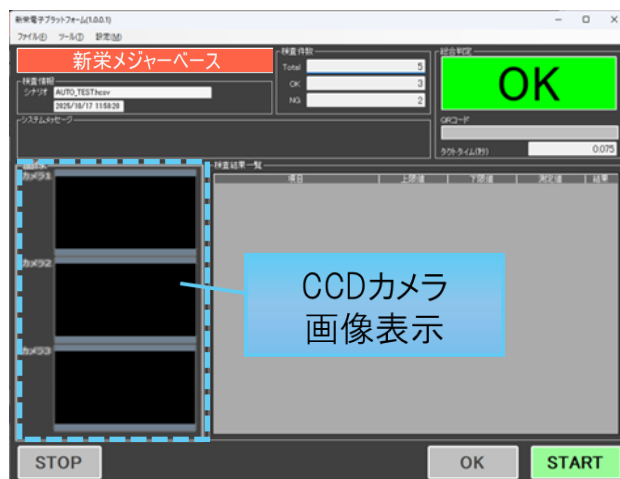 新栄電子プラットフォーム(1.0.0.1)
ファイル(F) ツール(T) 設定(M)
新栄メジャーベース
検査件数
Total 5
OK 3
NG 2
総合判定
OK
検査情報
シナリオ AUTO_TEST.hcsv
2025/10/17 11:58:28
システムメッセージ
QRコード
タクトタイム(秒) 0.075
カメラ1
カメラ2
カメラ3
検査結果一覧
項目 上限値 下限値 測定値 結果
CCDカメラ
画像表示
STOP
OK
START